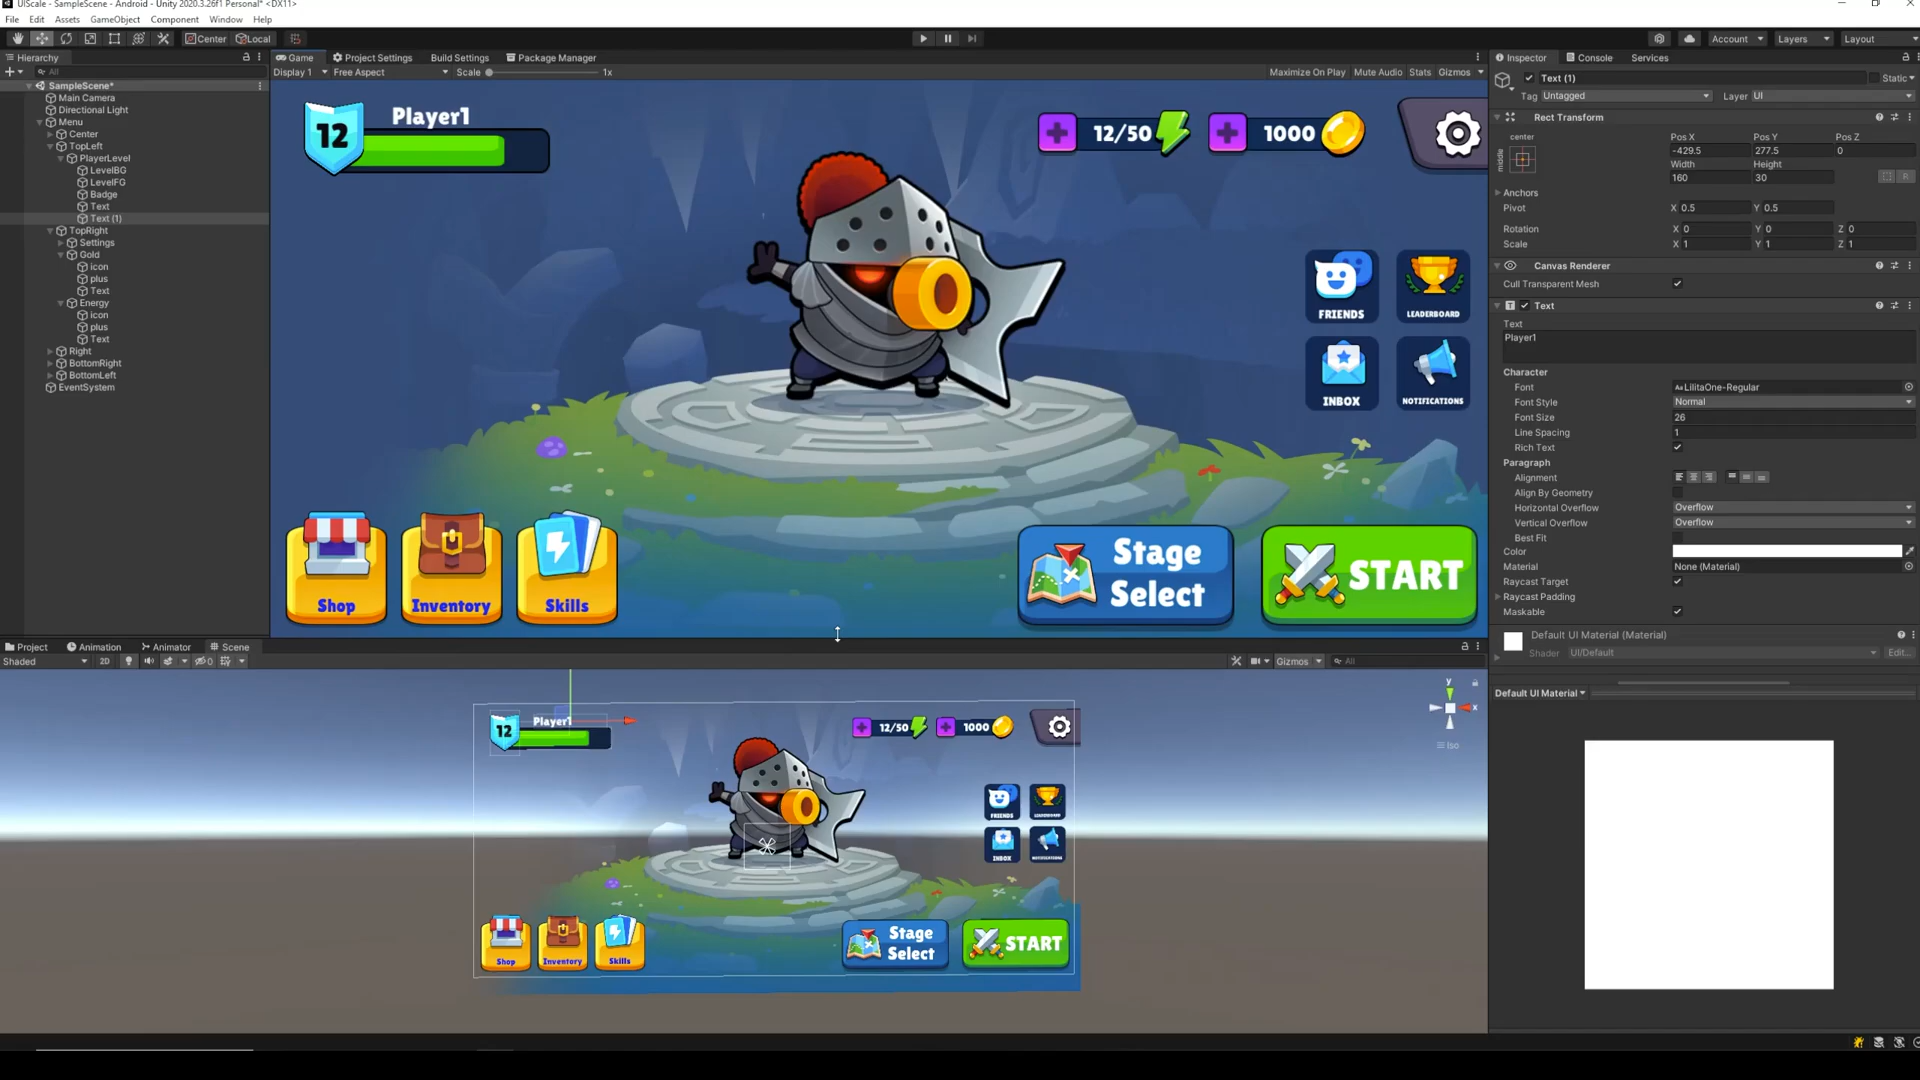 UIScale - SampleScene - Android - Unity 2020.3.26f1 Personal* <DX11>
File Edit Assets GameObject Component Window Help
Center Local
Account Layers Layout
Hierarchy
All
SampleScene*
Main Camera
Directional Light
Menu
Center
TopLeft
PlayerLevel
LevelBG
LevelFG
Badge
Text
Text (1)
TopRight
Settings
Gold
icon
plus
Text
Energy
icon
plus
Text
Right
BottomRight
BottomLeft
EventSystem
Game Project Settings Build Settings Package Manager
Display 1 Free Aspect Scale 1x Maximize On Play Mute Audio Stats Gizmos
12 Player1
12/50 1000
FRIENDS LEADERBOARD
INBOX NOTIFICATIONS
Shop Inventory Skills
Stage
Select
START
Project Animation Animator Scene
Shaded 2D 0 Gizmos All
12 Player1
12/50 1000
FRIENDS LEADERBOARD
INBOX NOTIFICATIONS
Shop Inventory Skills
Stage
Select
START
y
x
Iso
Inspector Console Services
Text (1) Static
Tag Untagged Layer UI
Rect Transform
center Pos X Pos Y Pos Z
middle -429.5 277.5 0
Width Height
160 30 R
Anchors
Pivot X 0.5 Y 0.5
Rotation X 0 Y 0 Z 0
Scale X 1 Y 1 Z 1
Canvas Renderer
Cull Transparent Mesh
Text
Text
Player1
Character
Font LilitaOne-Regular
Font Style Normal
Font Size 26
Line Spacing 1
Rich Text
Paragraph
Alignment
Align By Geometry
Horizontal Overflow Overflow
Vertical Overflow Overflow
Best Fit
Color
Material None (Material)
Raycast Target
Raycast Padding
Maskable
Default UI Material (Material)
Shader UI/Default Edit...
Default UI Material